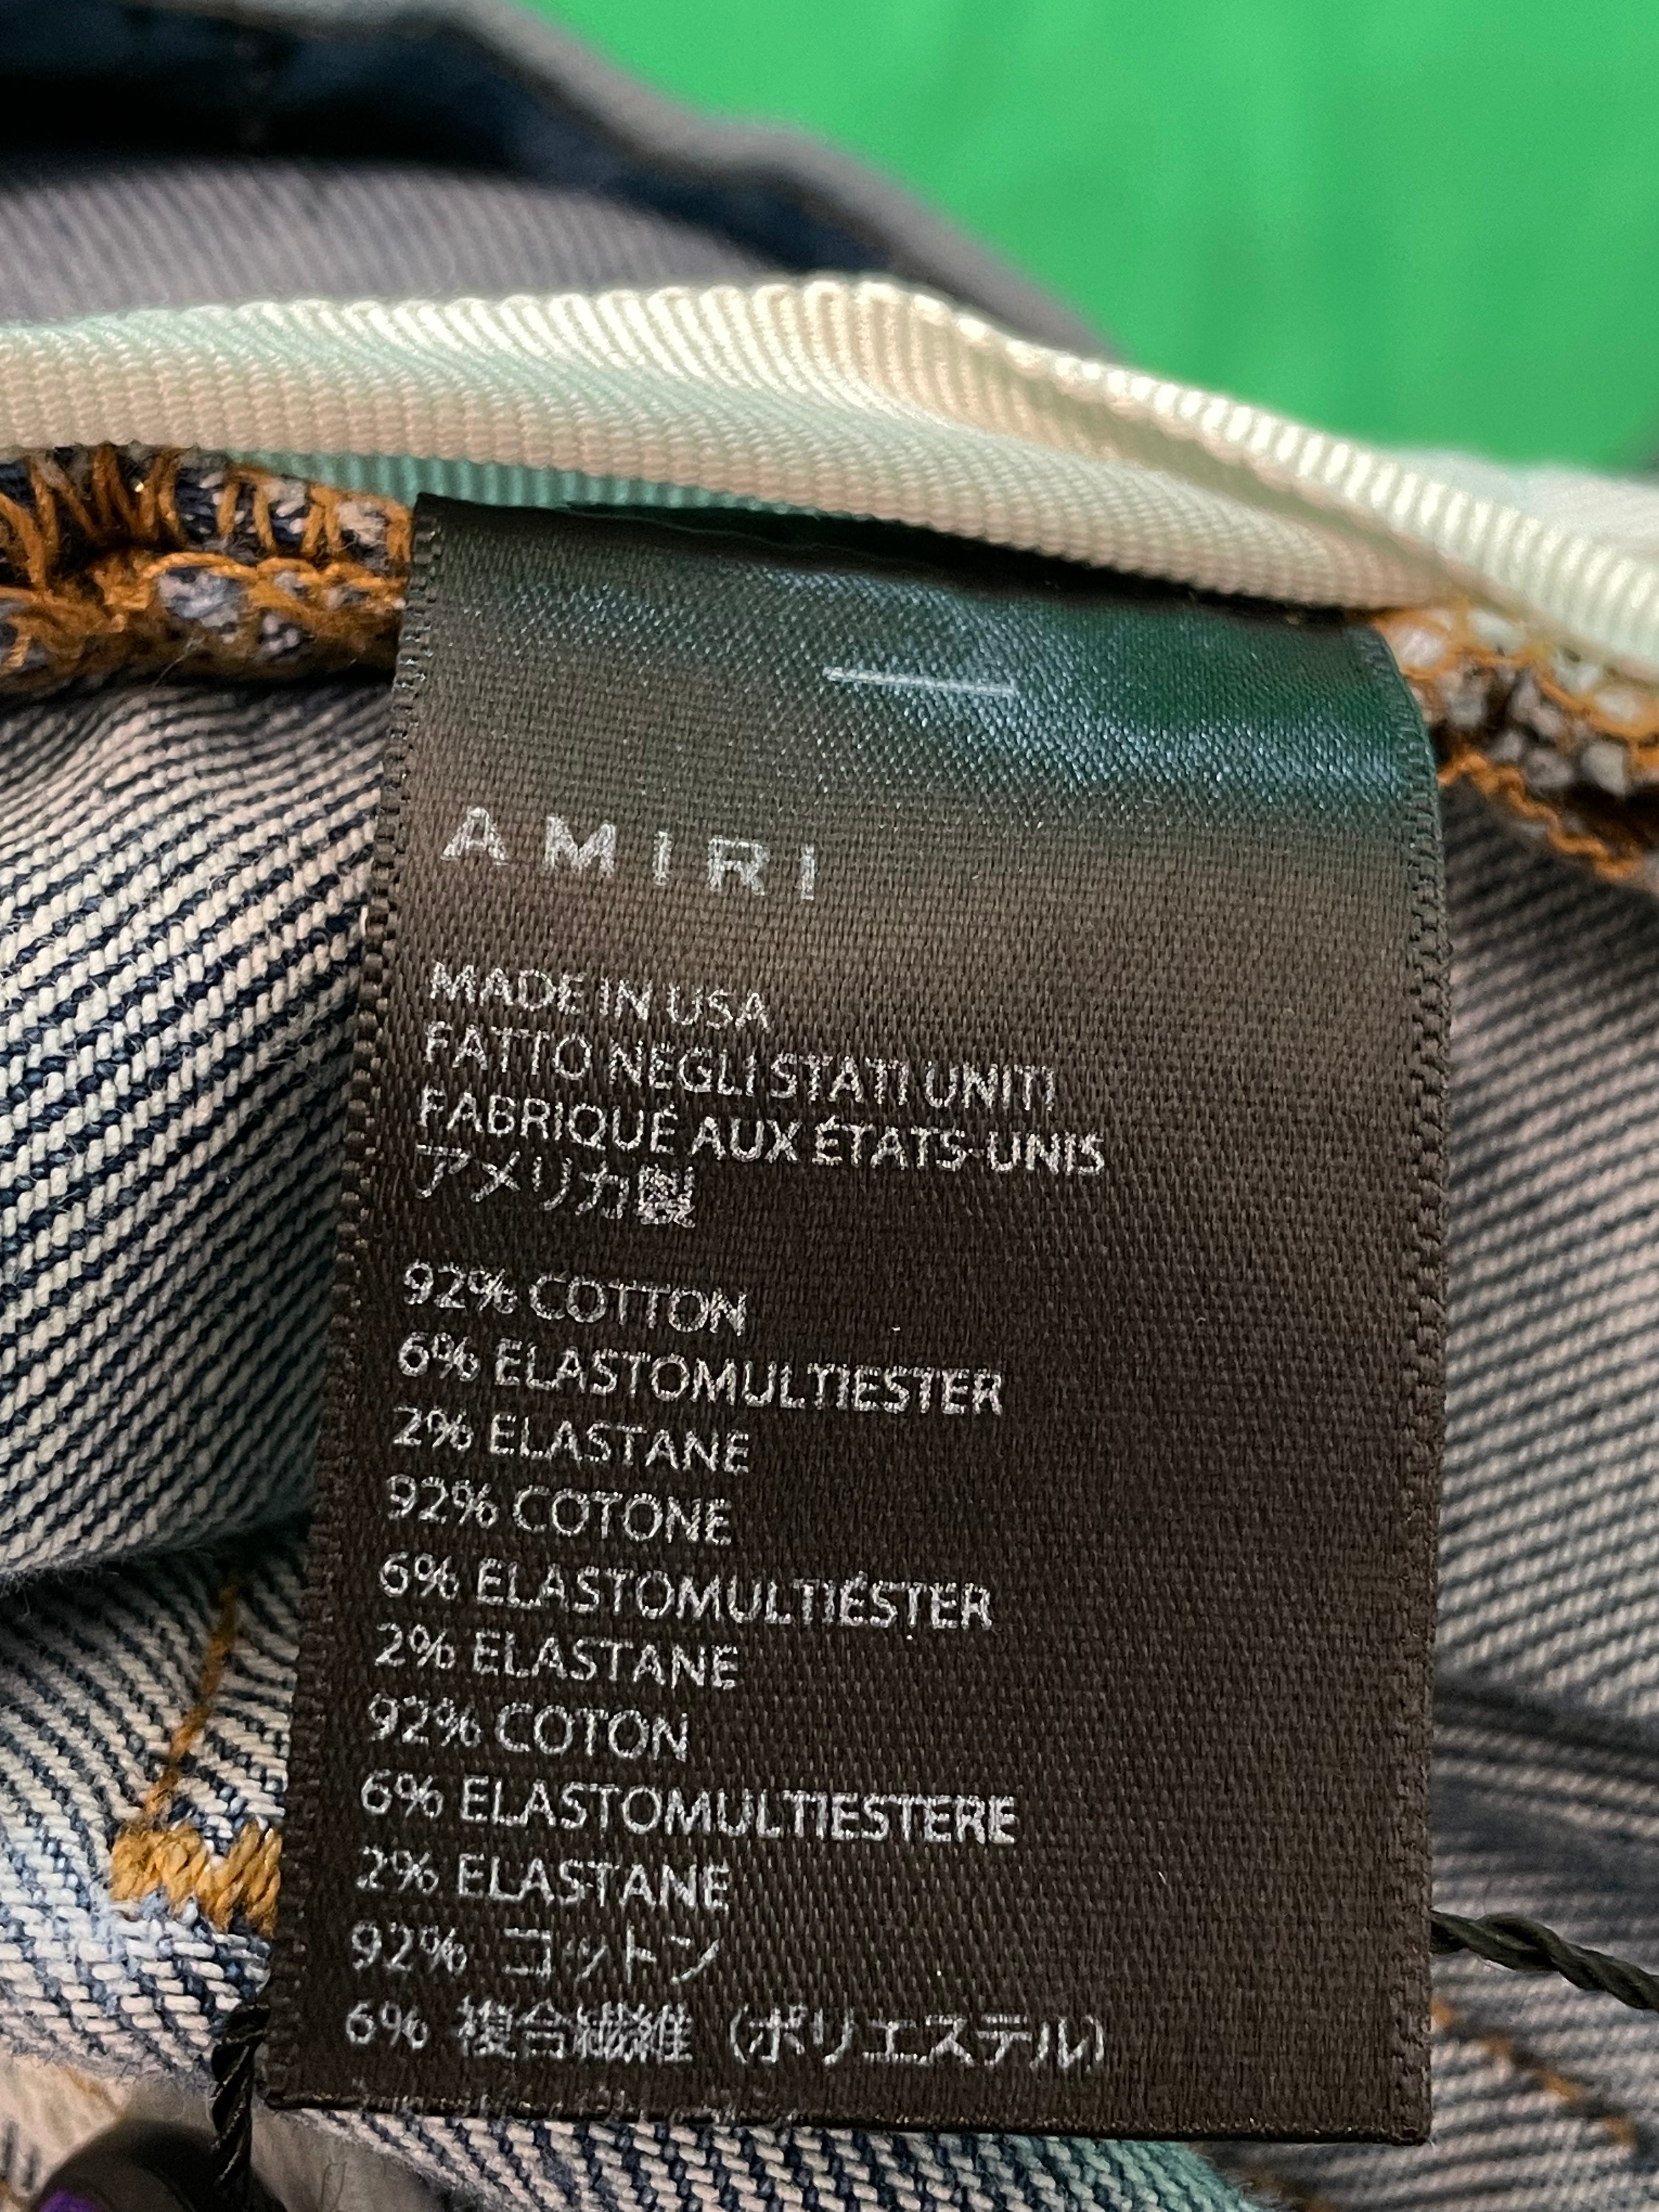 AMIRI
MADE IN USA
FATTO NEGLI STATI UNITI
FABRIQUÉ AUX ÉTATS-UNIS
アメリカ製
92% COTTON
6% ELASTOMULTIESTER
2% ELASTANE
92% COTONE
6% ELASTOMULTIÉSTER
2% ELASTANE
92% COTON
6% ELASTOMULTIESTERE
2% ELASTANE
92% コットン
6% 複合繊維（ポリエステル）